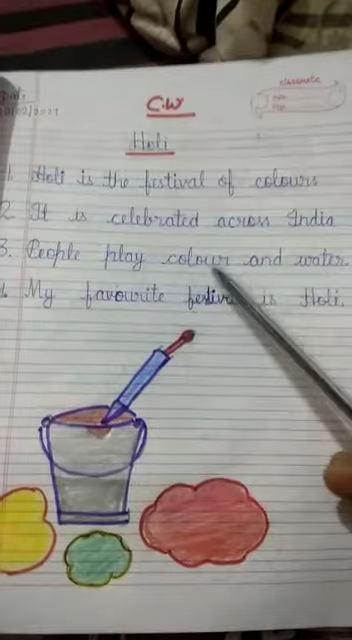 classmate
C.W
Holi
1. Holi is the festival of colours
2. It is celebrated across India
3. People play colour and water.
4. My favourite festival is Holi.